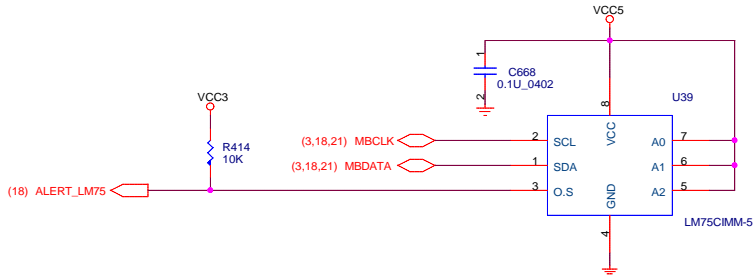 VCC5
1
C668
0.1U_0402
2
U39
VCC3
8
R414
10K
(3,18,21) MBCLK
2
SCL
VCC
A0
7
(3,18,21) MBDATA
1
SDA
A1
6
(18) ALERT_LM75
3
O.S
GND
A2
5
4
LM75CIMM-5